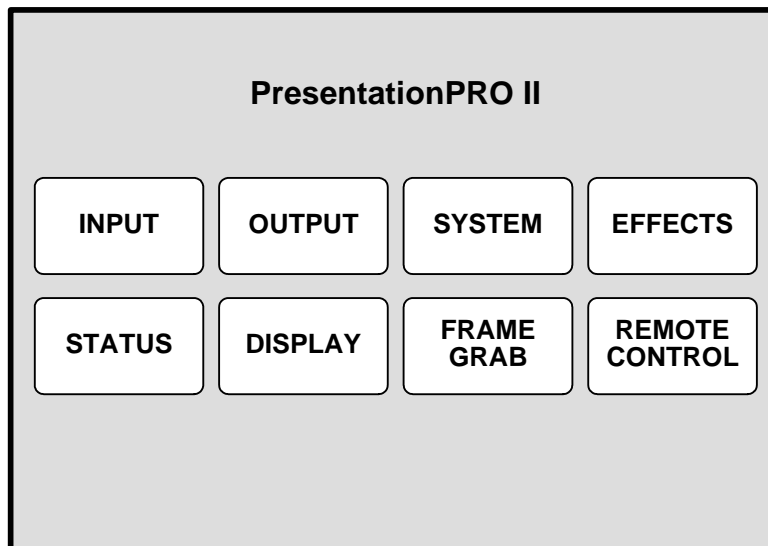 PresentationPRO II
INPUT
OUTPUT
SYSTEM
EFFECTS
STATUS
DISPLAY
FRAME
GRAB
REMOTE
CONTROL